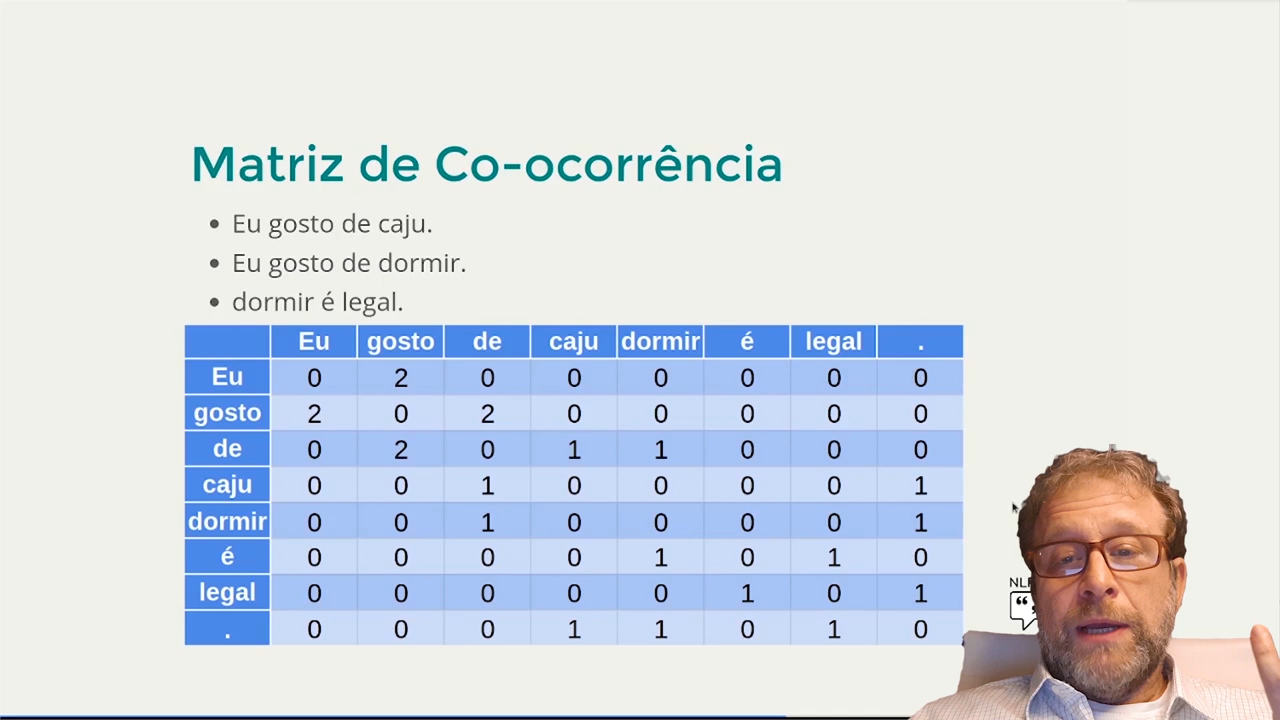 Matriz de Co-ocorrência
• Eu gosto de caju.
• Eu gosto de dormir.
• dormir é legal.
Eu gosto de caju dormir é legal .
Eu 0 2 0 0 0 0 0 0
gosto 2 0 2 0 0 0 0 0
de 0 2 0 1 1 0 0 0
caju 0 0 1 0 0 0 0 1
dormir 0 0 1 0 0 0 0 1
é 0 0 0 0 1 0 1 0
legal 0 0 0 0 0 1 0 1
. 0 0 0 1 1 0 1 0